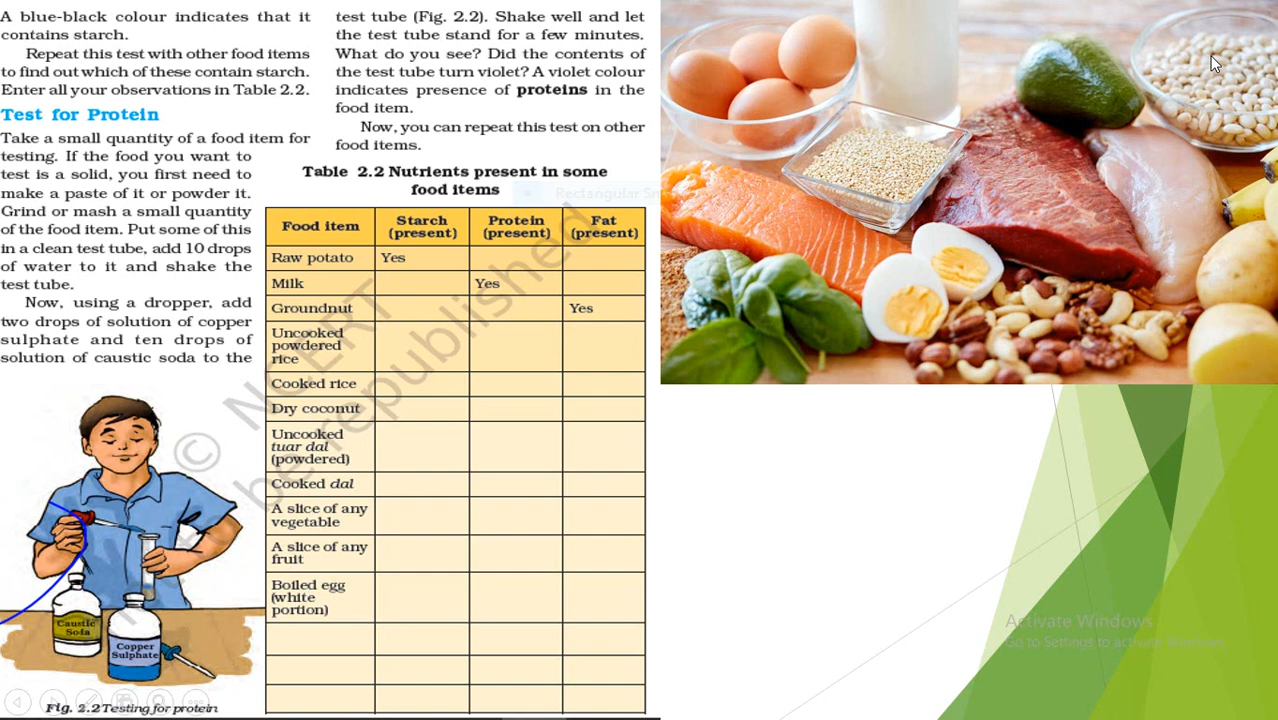 A blue-black colour indicates that it
contains starch.
Repeat this test with other food items
to find out which of these contain starch.
Enter all your observations in Table 2.2.
Test for Protein
Take a small quantity of a food item for
testing. If the food you want to
test is a solid, you first need to
make a paste of it or powder it.
Grind or mash a small quantity
of the food item. Put some of this
in a clean test tube, add 10 drops
of water to it and shake the
test tube.
Now, using a dropper, add
two drops of solution of copper
sulphate and ten drops of
solution of caustic soda to the
test tube (Fig. 2.2). Shake well and let
the test tube stand for a few minutes.
What do you see? Did the contents of
the test tube turn violet? A violet colour
indicates presence of proteins in the
food item.
Now, you can repeat this test on other
food items.
Table 2.2 Nutrients present in some
food items
Food item Starch (present) Protein (present) Fat (present)
Raw potato Yes
Milk Yes
Groundnut Yes
Uncooked
powdered
rice
Cooked rice
Dry coconut
Uncooked
tuar dal
(powdered)
Cooked dal
A slice of any
vegetable
A slice of any
fruit
Boiled egg
(white
portion)
Caustic
Soda
Copper
Sulphate
Fig. 2.2 Testing for protein
© NCERT
be republished
Rectangular
Activate Windows
Go to Settings to activate Windows.